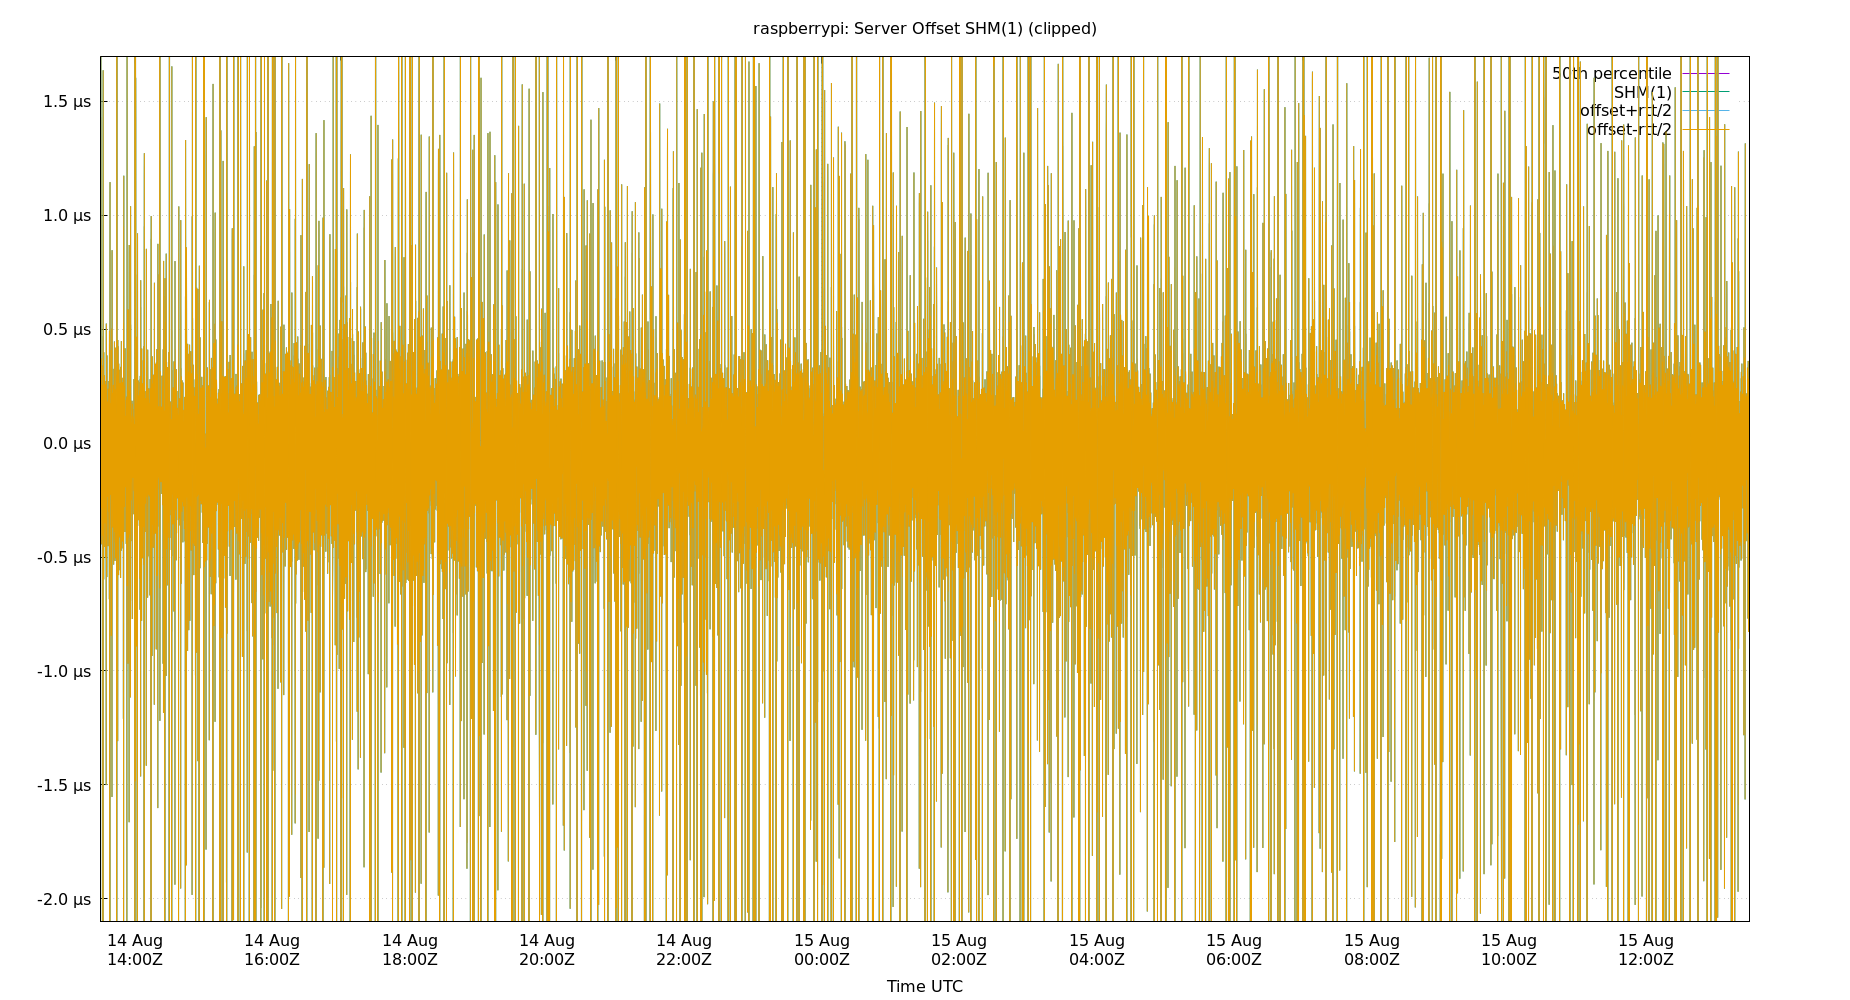 raspberrypi: Server Offset SHM(1) (clipped)
50th percentile
SHM(1)
offset+rtt/2
offset-rtt/2
1.5 µs
1.0 µs
0.5 µs
0.0 µs
-0.5 µs
-1.0 µs
-1.5 µs
-2.0 µs
14 Aug 14 Aug 14 Aug 14 Aug 14 Aug 15 Aug 15 Aug 15 Aug 15 Aug 15 Aug 15 Aug 15 Aug
14:00Z 16:00Z 18:00Z 20:00Z 22:00Z 00:00Z 02:00Z 04:00Z 06:00Z 08:00Z 10:00Z 12:00Z
Time UTC